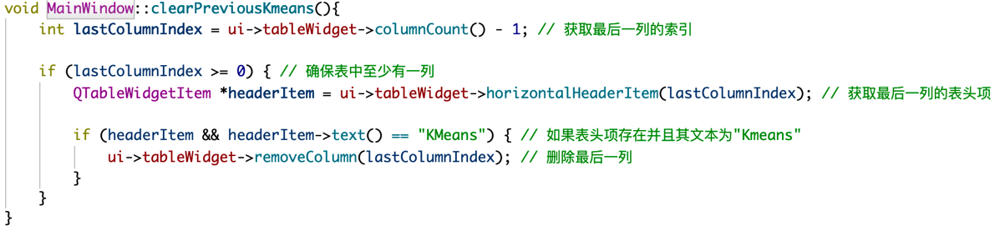 void MainWindow::clearPreviousKmeans(){
    int lastColumnIndex = ui->tableWidget->columnCount() - 1; // 获取最后一列的索引
    if (lastColumnIndex >= 0) { // 确保表中至少有一列
        QTableWidgetItem *headerItem = ui->tableWidget->horizontalHeaderItem(lastColumnIndex); // 获取最后一列的表头项
        if (headerItem && headerItem->text() == "KMeans") { // 如果表头项存在并且其文本为"Kmeans"
            ui->tableWidget->removeColumn(lastColumnIndex); // 删除最后一列
        }
    }
}